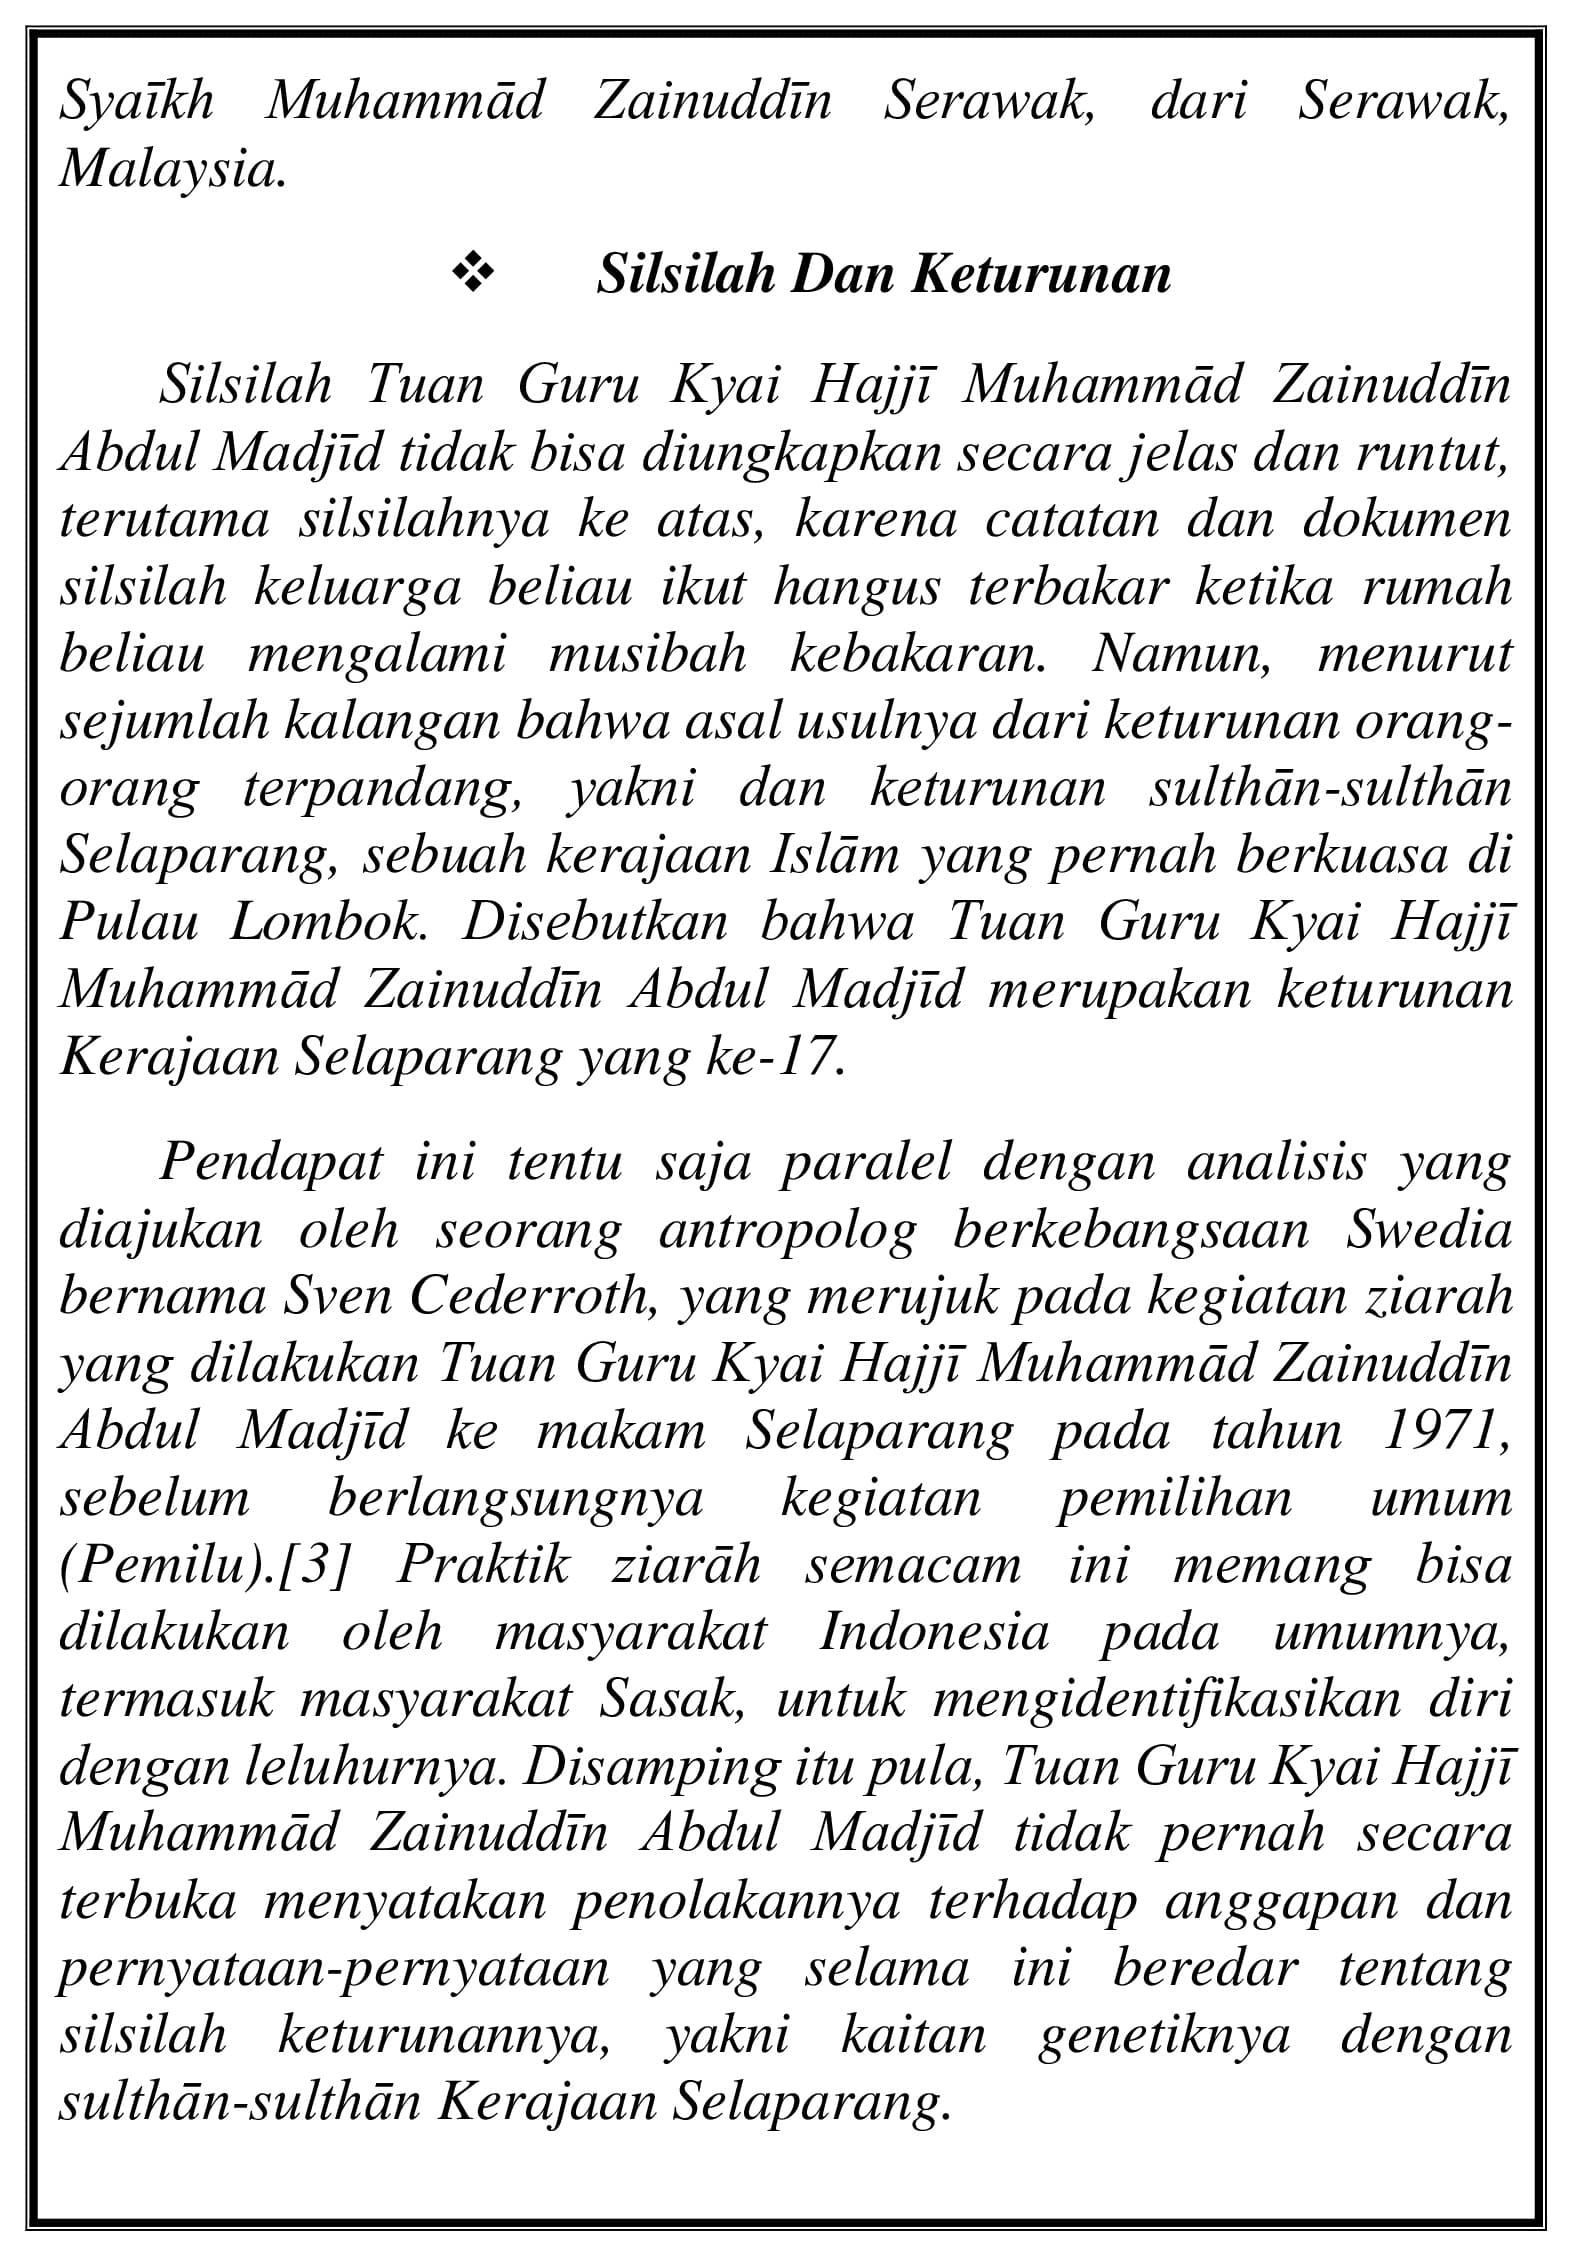 Syaīkh Muhammād Zainuddīn Serawak, dari Serawak,
Malaysia.
❖ Silsilah Dan Keturunan
Silsilah Tuan Guru Kyai Hajjī Muhammād Zainuddīn
Abdul Madjīd tidak bisa diungkapkan secara jelas dan runtut,
terutama silsilahnya ke atas, karena catatan dan dokumen
silsilah keluarga beliau ikut hangus terbakar ketika rumah
beliau mengalami musibah kebakaran. Namun, menurut
sejumlah kalangan bahwa asal usulnya dari keturunan orang-
orang terpandang, yakni dan keturunan sulthān-sulthān
Selaparang, sebuah kerajaan Islām yang pernah berkuasa di
Pulau Lombok. Disebutkan bahwa Tuan Guru Kyai Hajjī
Muhammād Zainuddīn Abdul Madjīd merupakan keturunan
Kerajaan Selaparang yang ke-17.
Pendapat ini tentu saja paralel dengan analisis yang
diajukan oleh seorang antropolog berkebangsaan Swedia
bernama Sven Cederroth, yang merujuk pada kegiatan ziarah
yang dilakukan Tuan Guru Kyai Hajjī Muhammād Zainuddīn
Abdul Madjīd ke makam Selaparang pada tahun 1971,
sebelum berlangsungnya kegiatan pemilihan umum
(Pemilu).[3] Praktik ziarāh semacam ini memang bisa
dilakukan oleh masyarakat Indonesia pada umumnya,
termasuk masyarakat Sasak, untuk mengidentifikasikan diri
dengan leluhurnya. Disamping itu pula, Tuan Guru Kyai Hajjī
Muhammād Zainuddīn Abdul Madjīd tidak pernah secara
terbuka menyatakan penolakannya terhadap anggapan dan
pernyataan-pernyataan yang selama ini beredar tentang
silsilah keturunannya, yakni kaitan genetiknya dengan
sulthān-sulthān Kerajaan Selaparang.